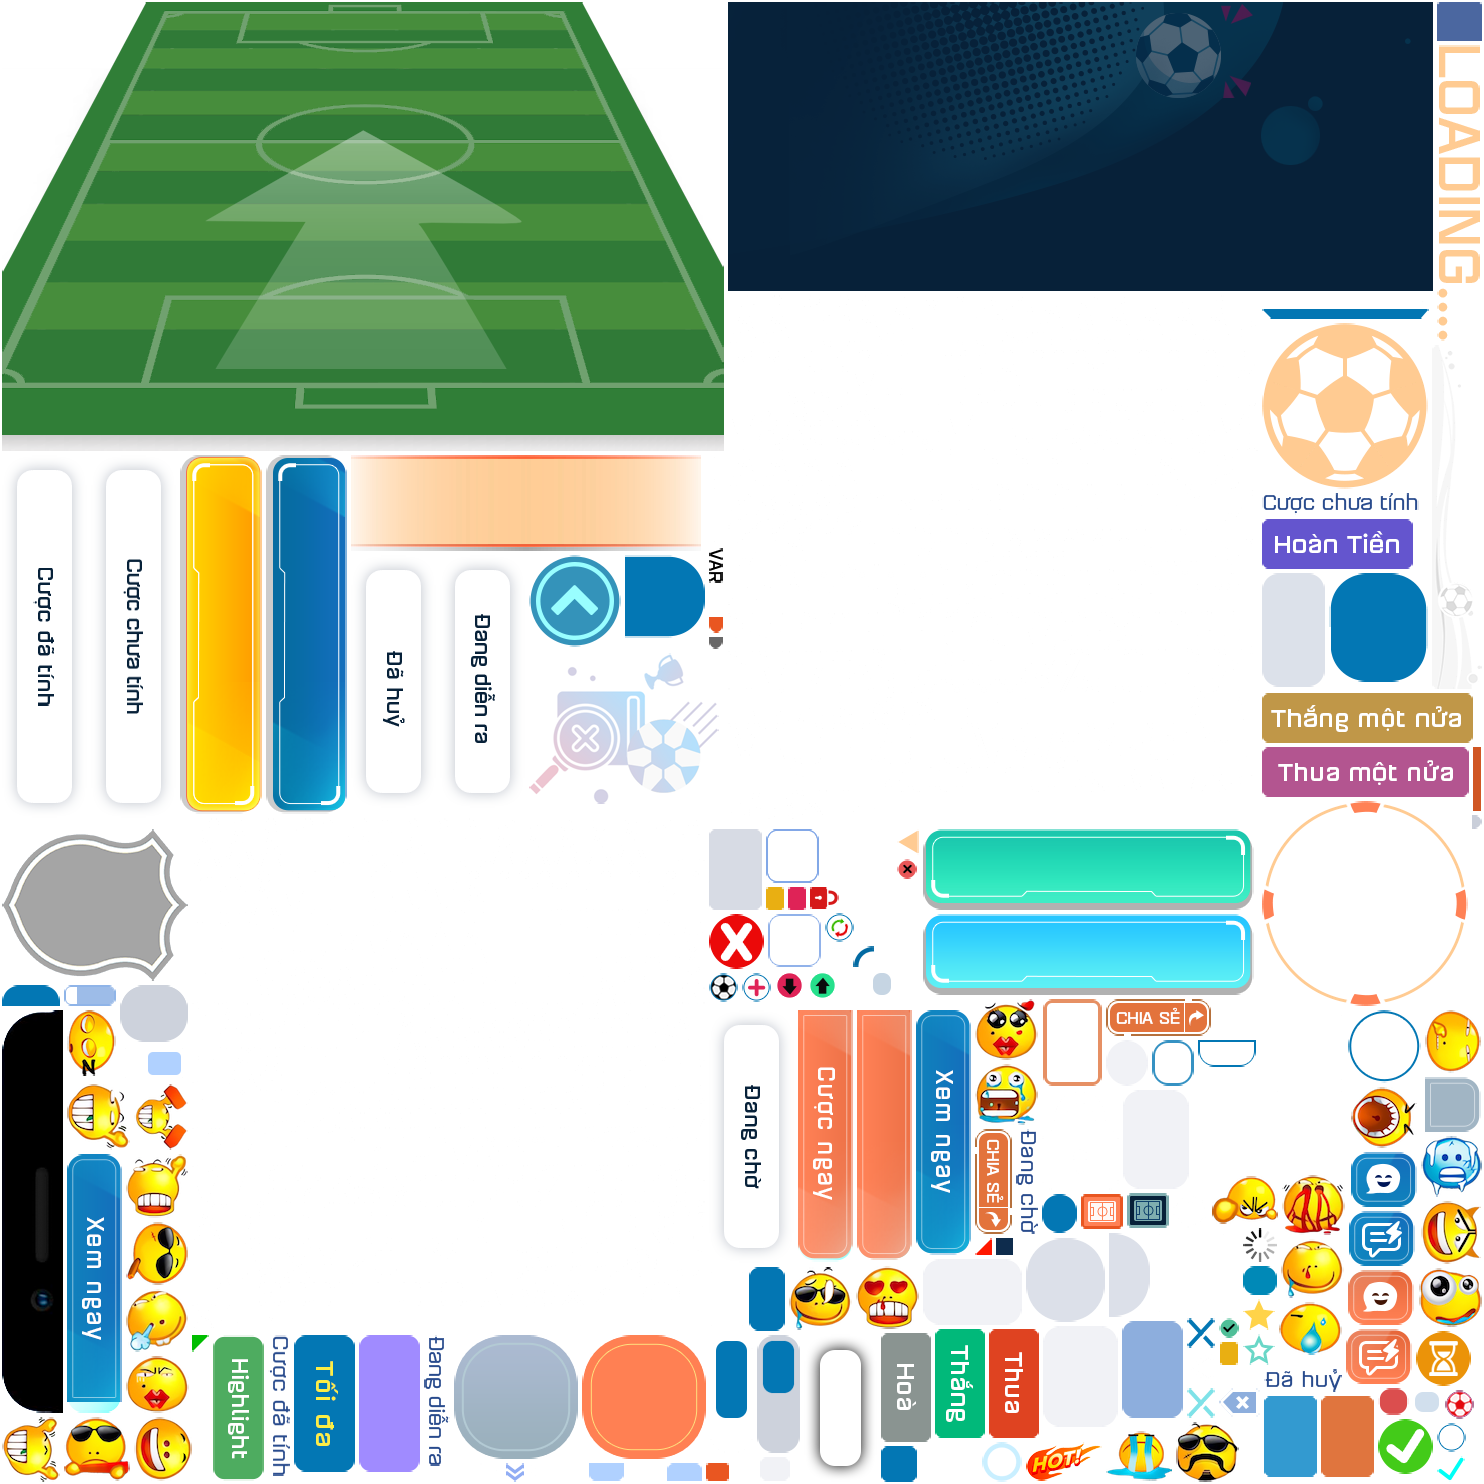 LOADING.....
Cược chưa tính
Hoàn Tiền
VAR
Cược đã tính
Cược chưa tính
Đã huỷ
Đang diễn ra
Thắng một nửa
Thua một nửa
CHIA SẺ
Đang chờ
Cược ngay
Xem ngay
CHIA SẺ
Đang chờ
N
Xem ngay
Highlight
Cược đã tính
Tối đa
Đang diễn ra
Hoà
Thắng
Thua
Đã huỷ
HOT!